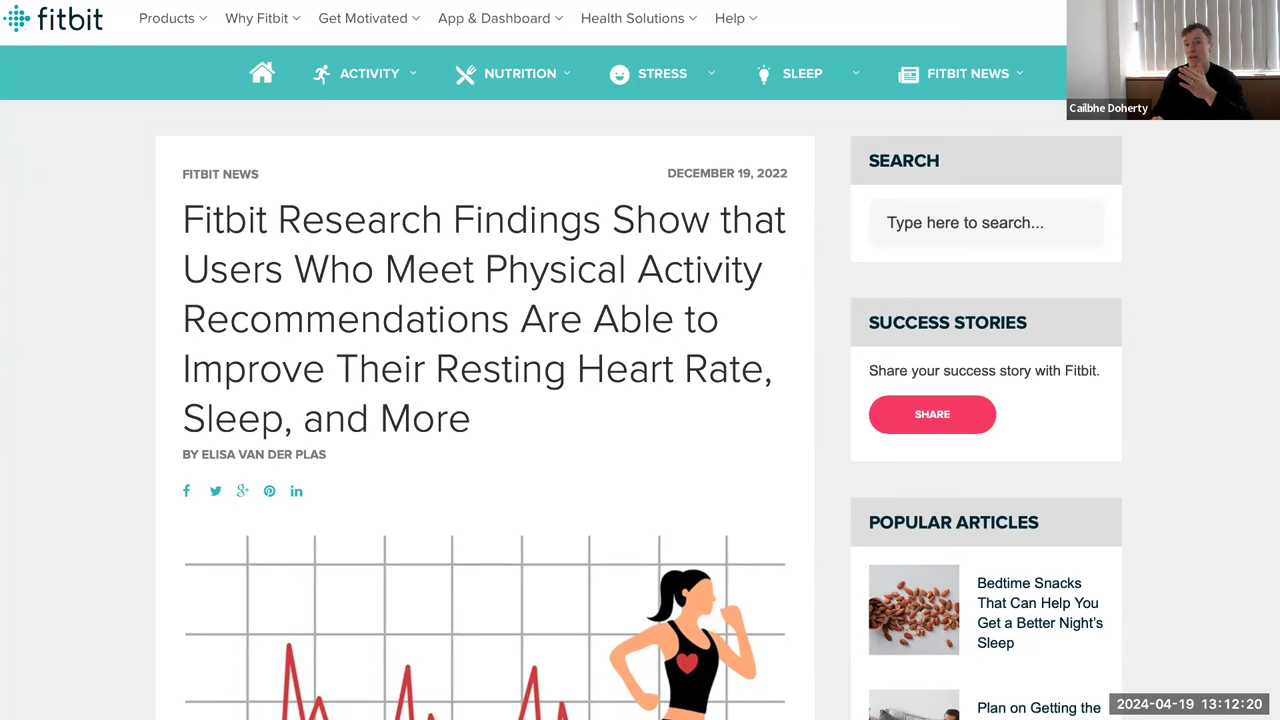 fitbit
Products Why Fitbit Get Motivated App & Dashboard Health Solutions Help
ACTIVITY NUTRITION STRESS SLEEP FITBIT NEWS
Cailbhe Doherty
FITBIT NEWS
DECEMBER 19, 2022
Fitbit Research Findings Show that
Users Who Meet Physical Activity
Recommendations Are Able to
Improve Their Resting Heart Rate,
Sleep, and More
BY ELISA VAN DER PLAS
SEARCH
Type here to search...
SUCCESS STORIES
Share your success story with Fitbit.
SHARE
POPULAR ARTICLES
Bedtime Snacks
That Can Help You
Get a Better Night's
Sleep
Plan on Getting the
2024-04-19 13:12:20